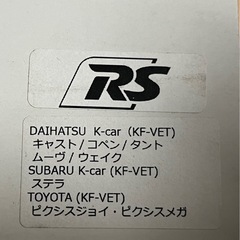 RS
DAIHATSU K-car（KF-VET)
キャスト / コペン / タント
ムーヴ / ウェイク
SUBARU K-car (KF-VET)
ステラ
TOYOTA (KF-VET)
ピクシスジョイ・ピクシスメガ